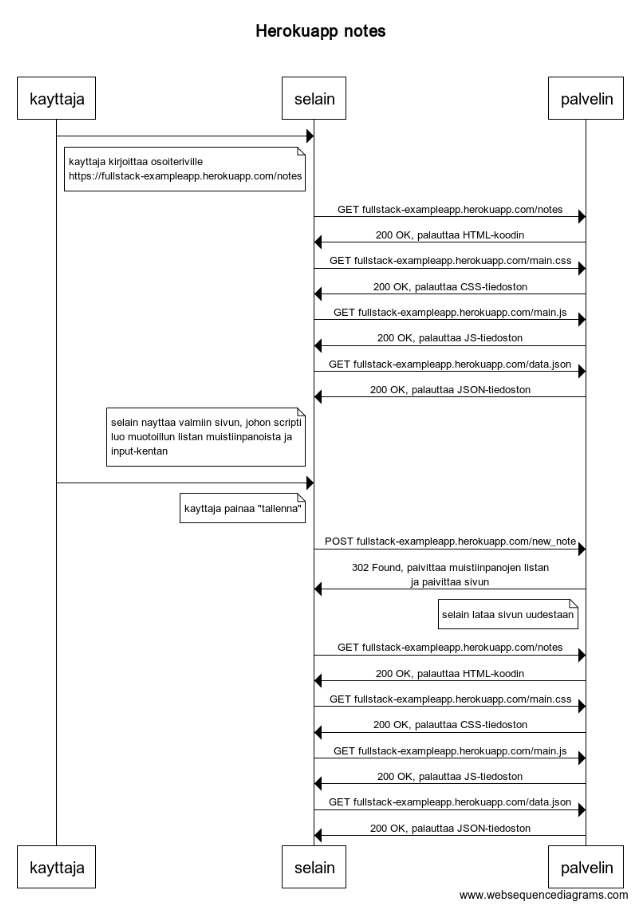 Herokuapp notes
kayttaja
selain
palvelin
kayttaja kirjoittaa osoiteriville
https://fullstack-exampleapp.herokuapp.com/notes
GET fullstack-exampleapp.herokuapp.com/notes
200 OK, palauttaa HTML-koodin
GET fullstack-exampleapp.herokuapp.com/main.css
200 OK, palauttaa CSS-tiedoston
GET fullstack-exampleapp.herokuapp.com/main.js
200 OK, palauttaa JS-tiedoston
GET fullstack-exampleapp.herokuapp.com/data.json
200 OK, palauttaa JSON-tiedoston
selain nayttaa valmiin sivun, johon scripti
luo muotoillun listan muistiinpanoista ja
input-kentan
kayttaja painaa "tallenna"
POST fullstack-exampleapp.herokuapp.com/new_note
302 Found, paivittaa muistiinpanojen listan
ja paivittaa sivun
selain lataa sivun uudestaan
GET fullstack-exampleapp.herokuapp.com/notes
200 OK, palauttaa HTML-koodin
GET fullstack-exampleapp.herokuapp.com/main.css
200 OK, palauttaa CSS-tiedoston
GET fullstack-exampleapp.herokuapp.com/main.js
200 OK, palauttaa JS-tiedoston
GET fullstack-exampleapp.herokuapp.com/data.json
200 OK, palauttaa JSON-tiedoston
kayttaja
selain
palvelin
www.websequencediagrams.com